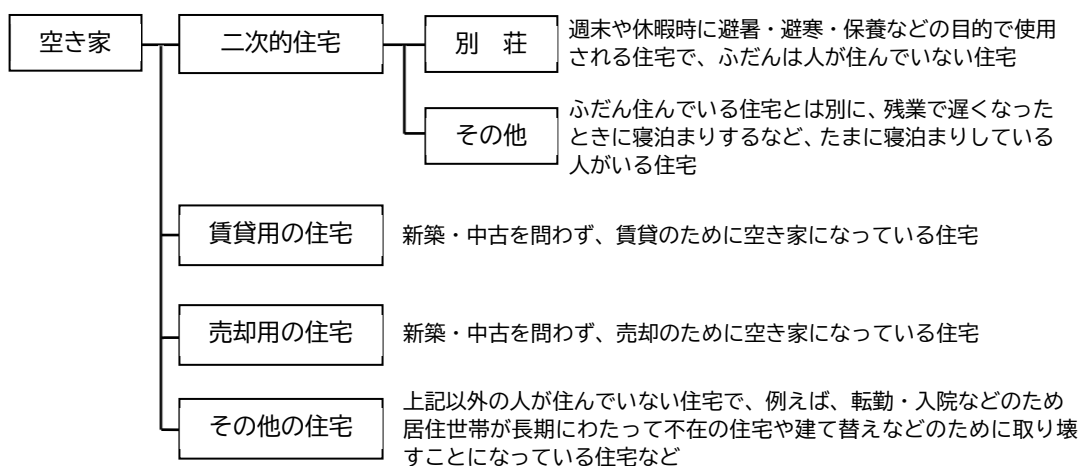 空き家
二次的住宅
別　荘
週末や休暇時に避暑・避寒・保養などの目的で使用
される住宅で、ふだんは人が住んでいない住宅
その他
ふだん住んでいる住宅とは別に、残業で遅くなった
ときに寝泊まりするなど、たまに寝泊まりしている
人がいる住宅
賃貸用の住宅
新築・中古を問わず、賃貸のために空き家になっている住宅
売却用の住宅
新築・中古を問わず、売却のために空き家になっている住宅
その他の住宅
上記以外の人が住んでいない住宅で、例えば、転勤・入院などのため
居住世帯が長期にわたって不在の住宅や建て替えなどのために取り壊
すことになっている住宅など